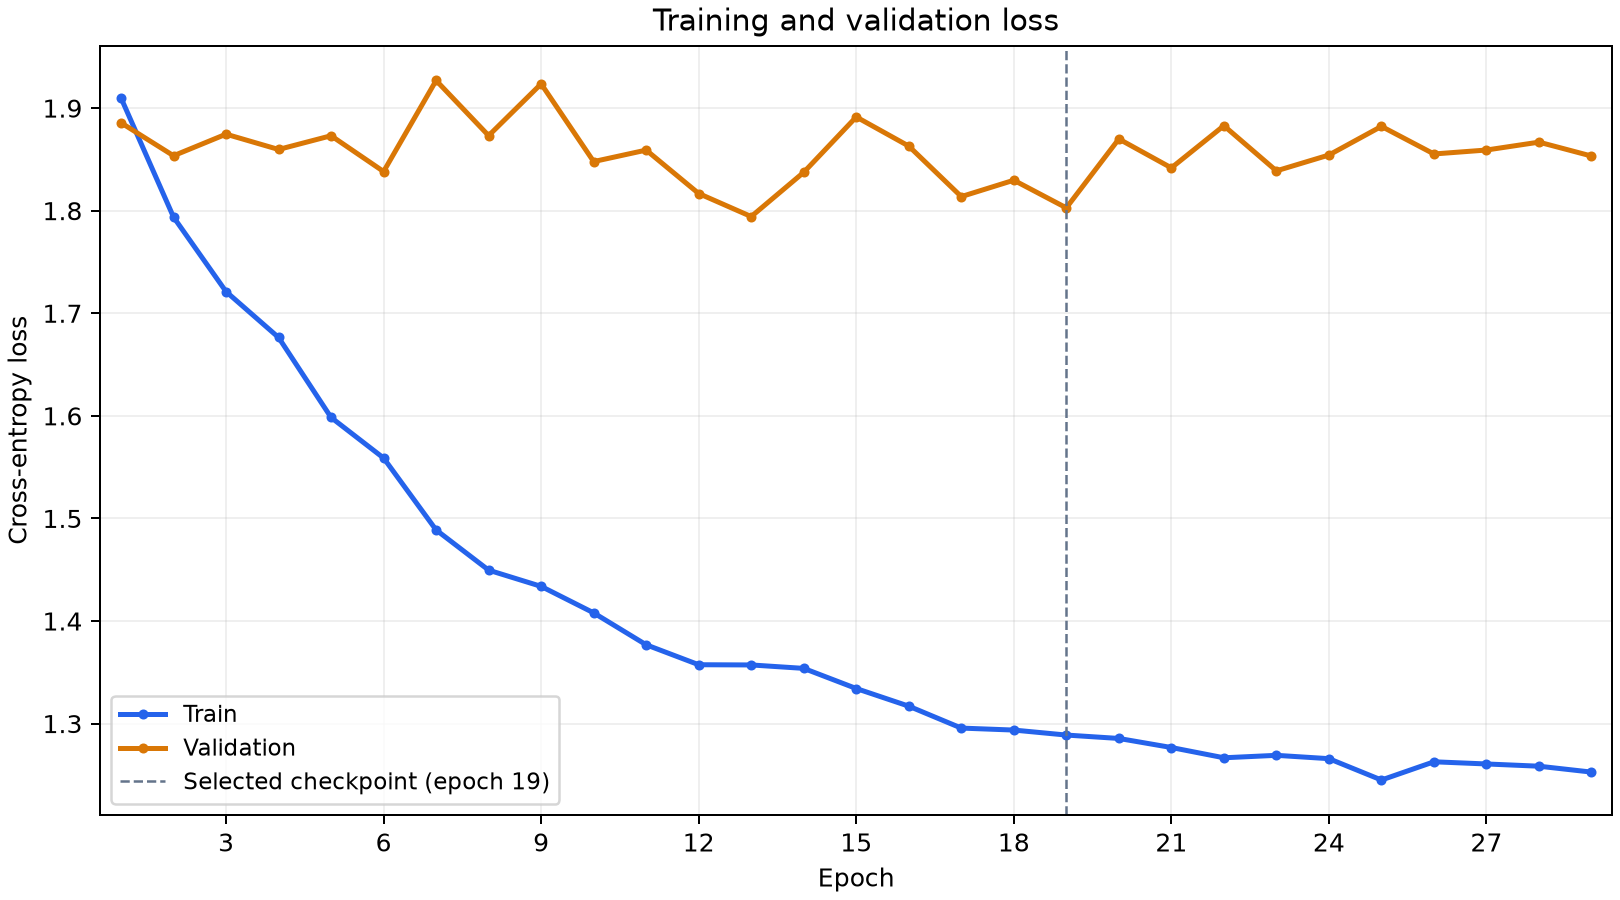 Training and validation loss
Cross-entropy loss
1.9
1.8
1.7
1.6
1.5
1.4
1.3
Train
Validation
Selected checkpoint (epoch 19)
3 6 9 12 15 18 21 24 27
Epoch